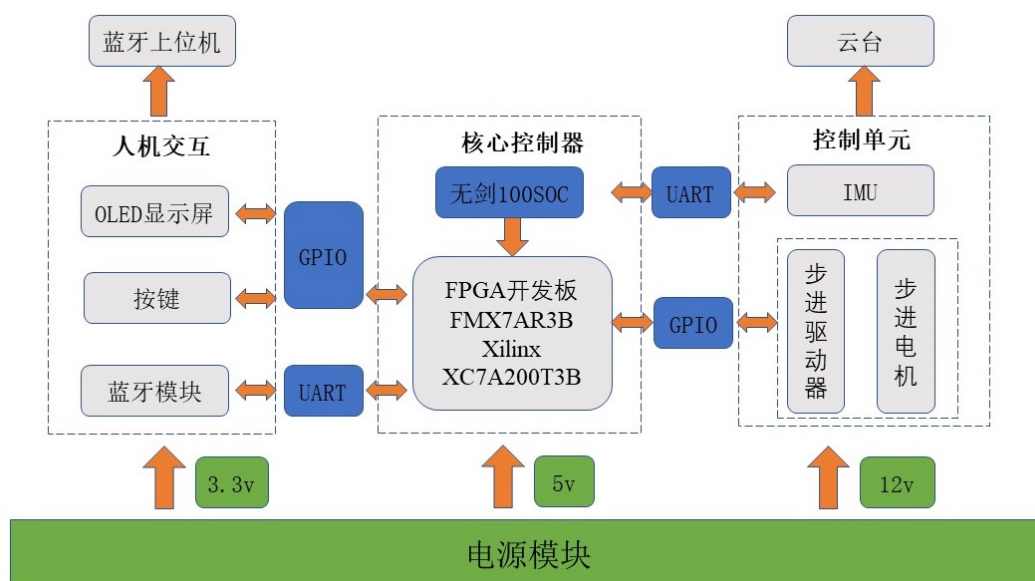 蓝牙上位机
云台
人机交互
核心控制器
控制单元
OLED显示屏
按键
蓝牙模块
GPIO
UART
无剑100SOC
FPGA开发板
FMX7AR3B
Xilinx
XC7A200T3B
UART
GPIO
IMU
步进驱动器
步进电机
3.3v
5v
12v
电源模块